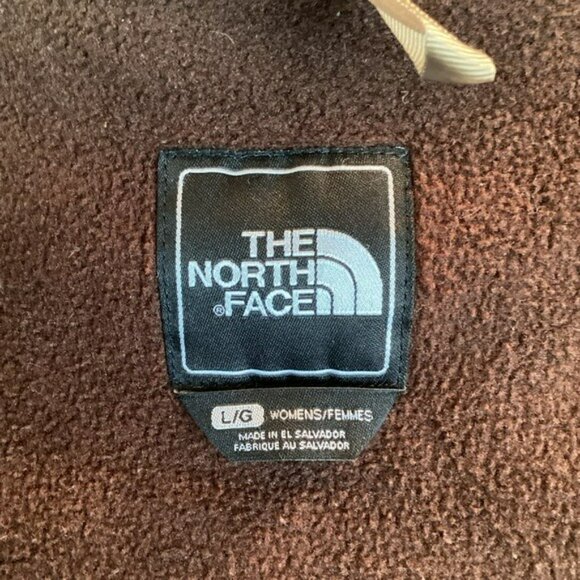 THE
NORTH
®FACE
L/G WOMENS/FEMMES
MADE IN EL SALVADOR
FABRIQUE AU SALVADOR